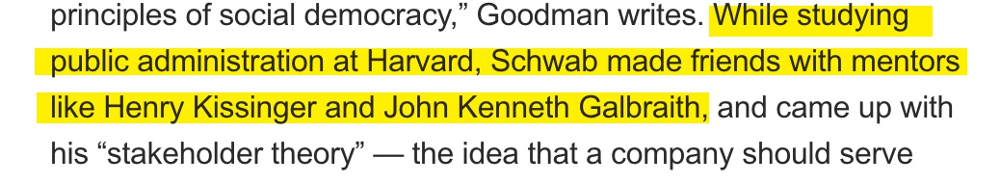 principles of social democracy,” Goodman writes. While studying
public administration at Harvard, Schwab made friends with mentors
like Henry Kissinger and John Kenneth Galbraith, and came up with
his “stakeholder theory” — the idea that a company should serve